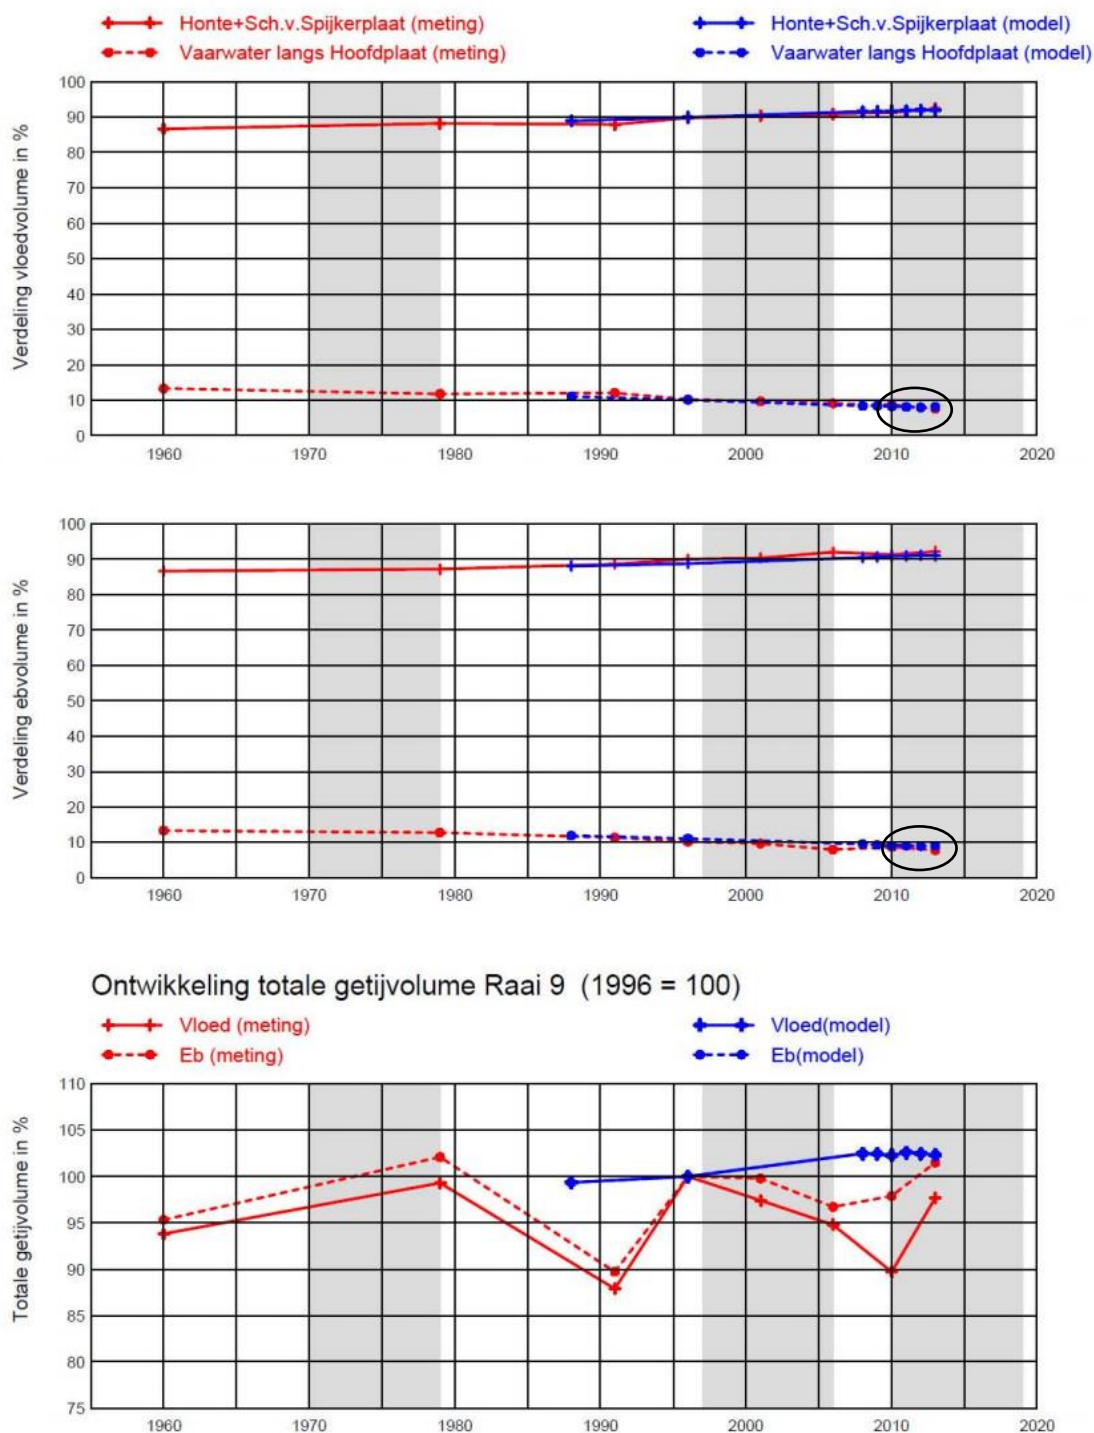 Honte+Sch.v.Spijkerplaat (meting) Honte+Sch.v.Spijkerplaat (model)
Vaarwater langs Hoofdplaat (meting) Vaarwater langs Hoofdplaat (model)
Verdeling vloedvolume in %
100
90
80
70
60
50
40
30
20
10
0
1960 1970 1980 1990 2000 2010 2020
Verdeling ebvolume in %
100
90
80
70
60
50
40
30
20
10
0
1960 1970 1980 1990 2000 2010 2020
Ontwikkeling totale getijvolume Raai 9 (1996 = 100)
Vloed (meting) Vloed(model)
Eb (meting) Eb(model)
Totale getijvolume in %
110
105
100
95
90
85
80
75
1960 1970 1980 1990 2000 2010 2020